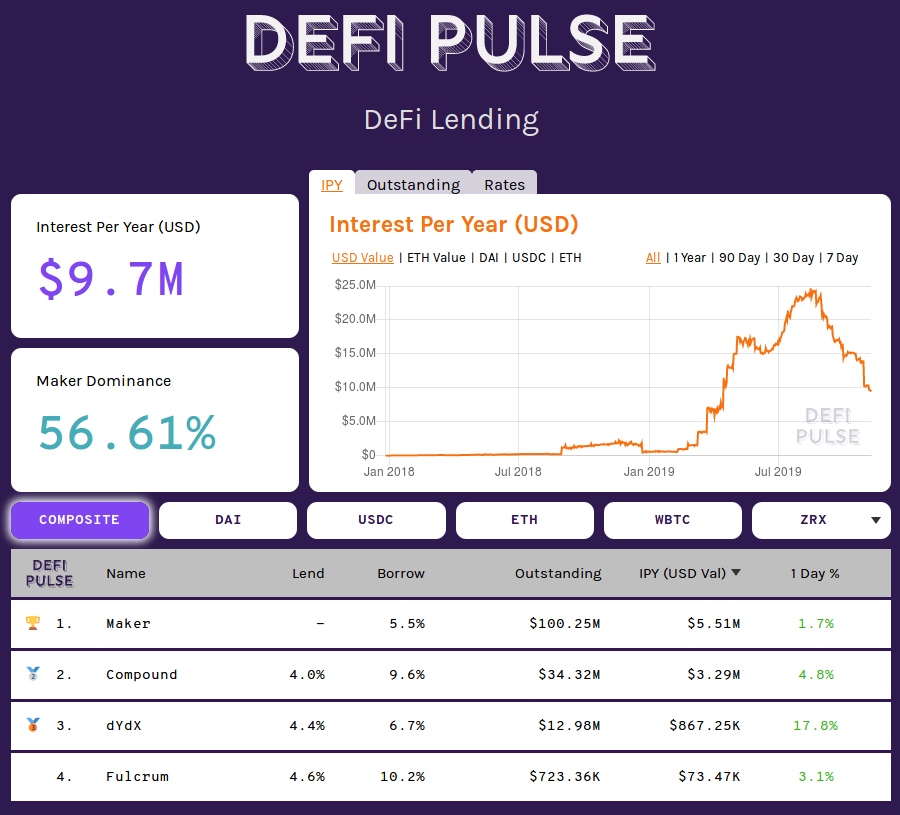 DEFI PULSE
DeFi Lending
IPY Outstanding Rates
Interest Per Year (USD)
$9.7M
Maker Dominance
56.61%
Interest Per Year (USD)
USD Value | ETH Value | DAI | USDC | ETH All | 1 Year | 90 Day | 30 Day | 7 Day
$25.0M
$20.0M
$15.0M
$10.0M
$5.0M
$0
Jan 2018 Jul 2018 Jan 2019 Jul 2019
DEFI
PULSE
COMPOSITE DAI USDC ETH WBTC ZRX
DEFI
PULSE
Name Lend Borrow Outstanding IPY (USD Val) 1 Day %
1. Maker – 5.5% $100.25M $5.51M 1.7%
2 2. Compound 4.0% 9.6% $34.32M $3.29M 4.8%
3 3. dYdX 4.4% 6.7% $12.98M $867.25K 17.8%
4. Fulcrum 4.6% 10.2% $723.36K $73.47K 3.1%